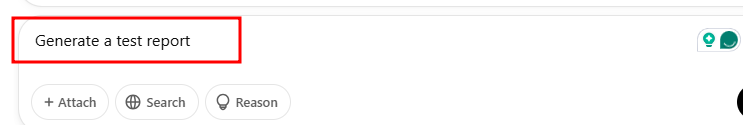 Generate a test report
+ Attach Search Reason